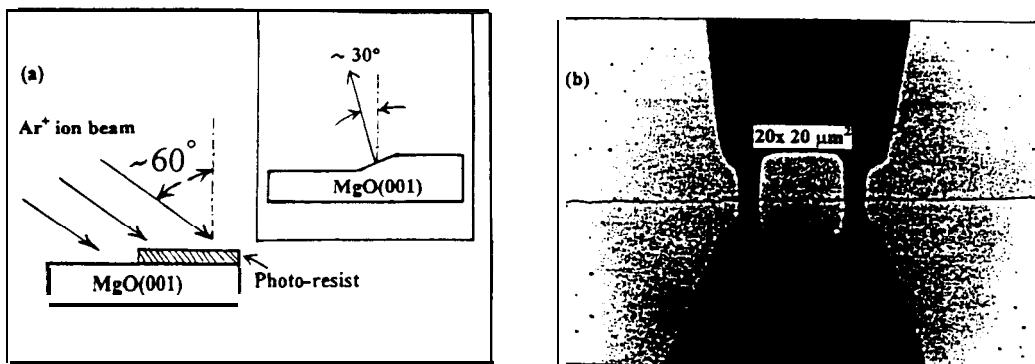 (a)
~ 30°
Ar⁺ ion beam
~60°
MgO(001)
MgO(001)
Photo-resist
(b)
20x 20 μm²